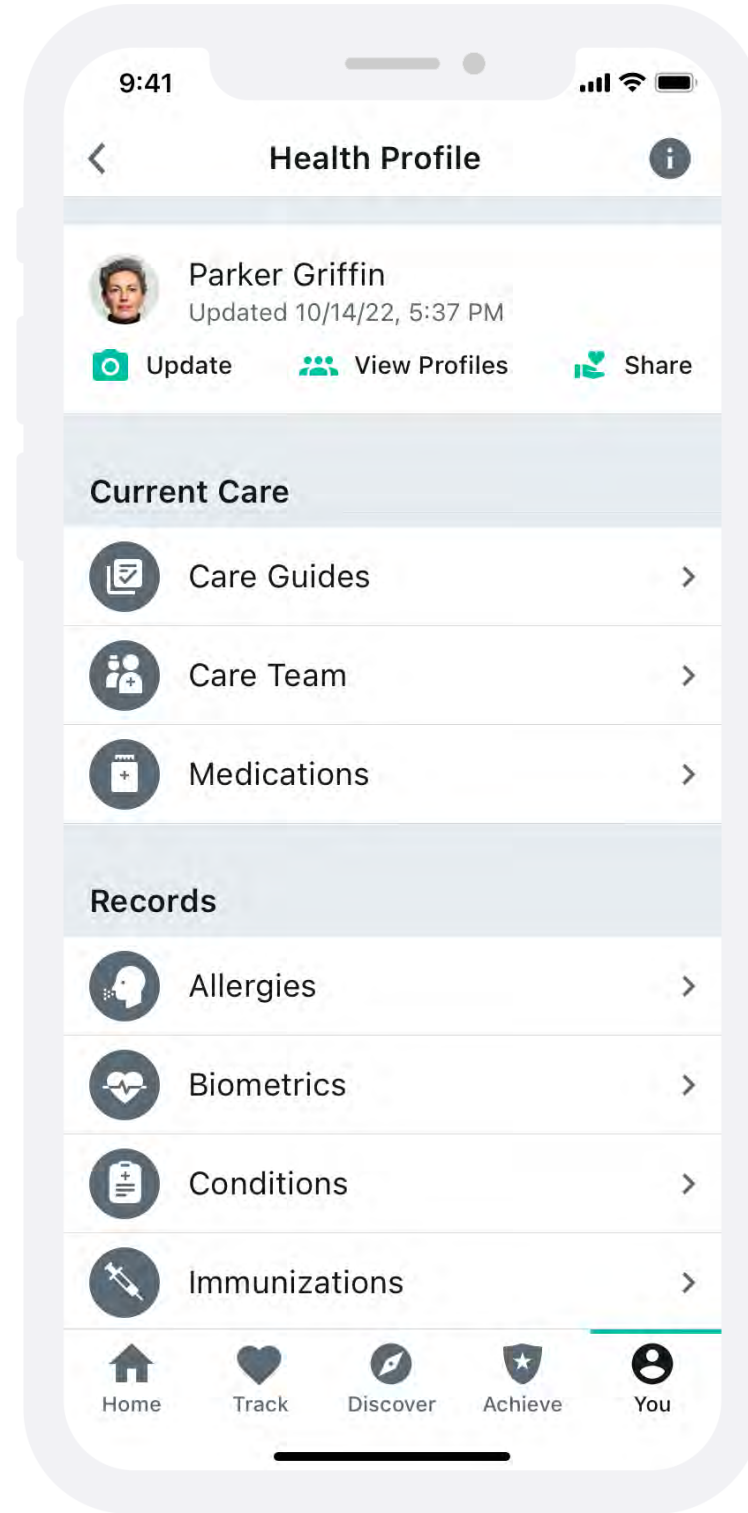 9:41
Health Profile
Parker Griffin
Updated 10/14/22, 5:37 PM
Update View Profiles Share
Current Care
Care Guides
Care Team
Medications
Records
Allergies
Biometrics
Conditions
Immunizations
Home Track Discover Achieve You